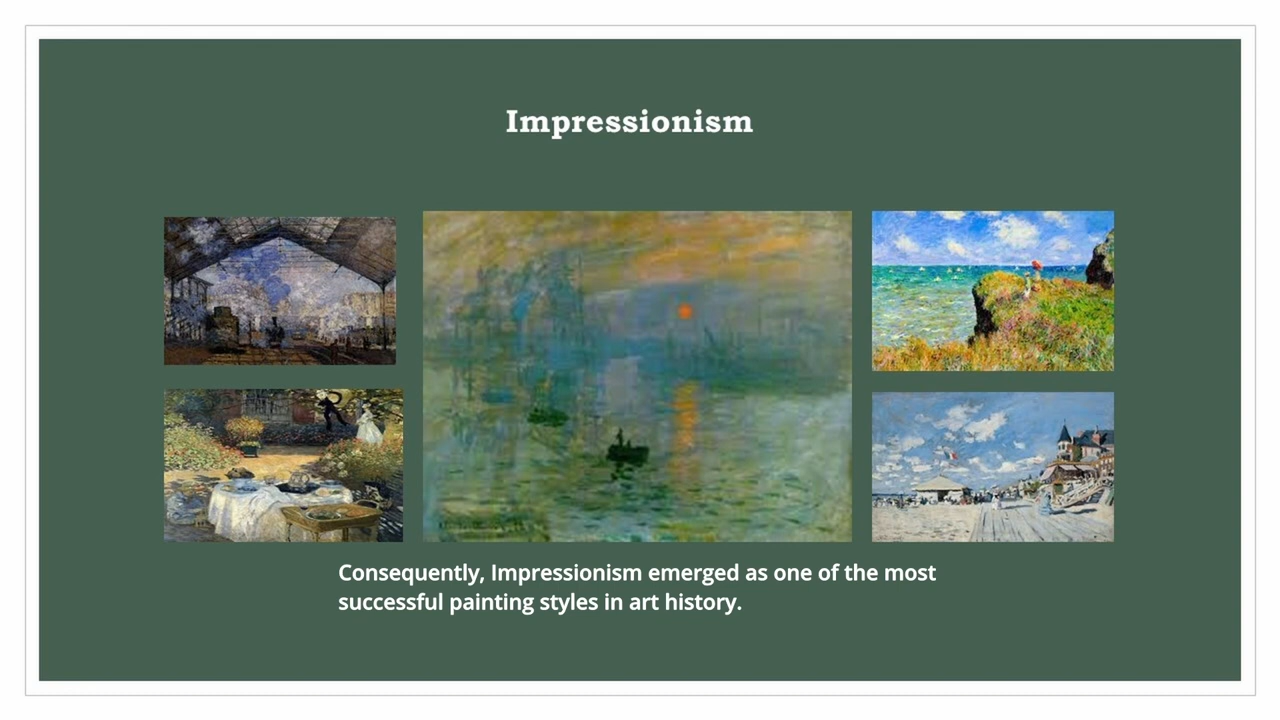 Impressionism
Consequently, Impressionism emerged as one of the most
successful painting styles in art history.